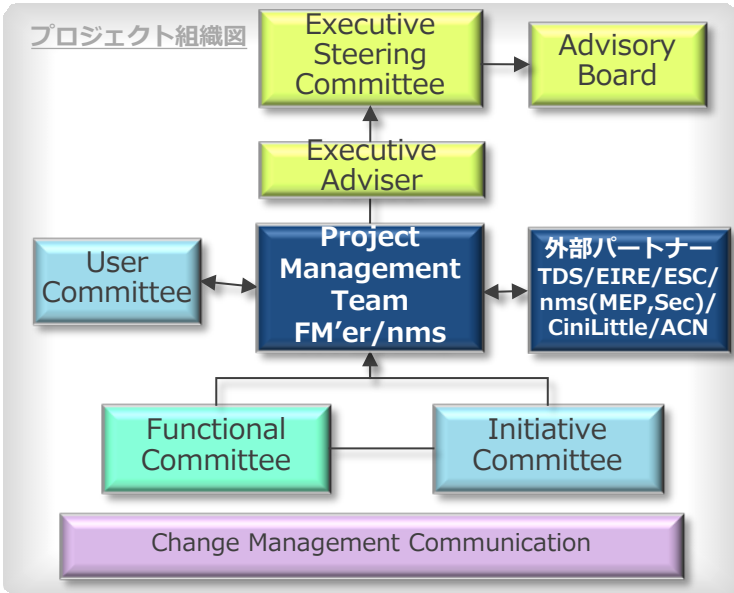 プロジェクト組織図
Executive
Steering
Committee
Advisory
Board
Executive
Adviser
User
Committee
Project
Management
Team
FM’er/nms
外部パートナー
TDS/EIRE/ESC/
nms(MEP,Sec)/
CiniLittle/ACN
Functional
Committee
Initiative
Committee
Change Management Communication